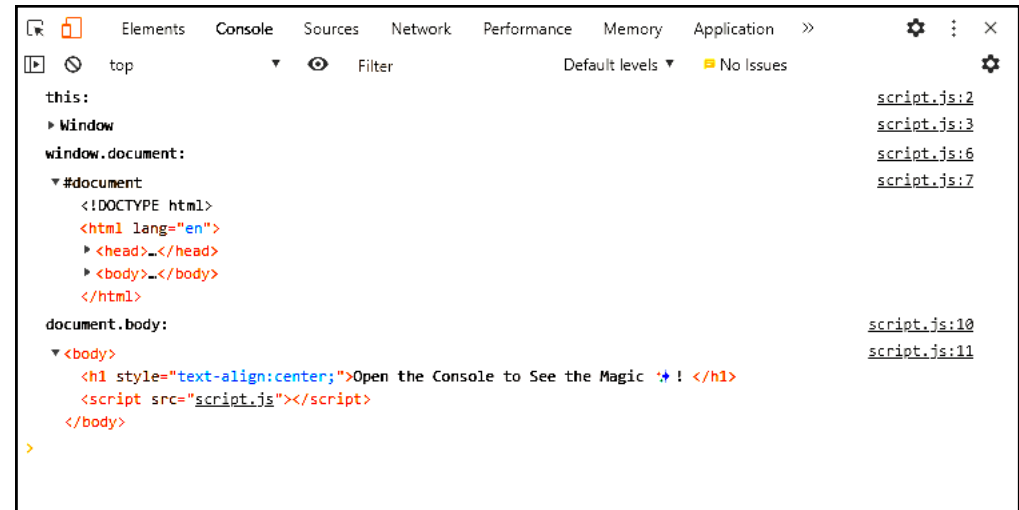 Elements Console Sources Network Performance Memory Application »
top Filter Default levels ▼ No Issues
this: script.js:2
▶ Window script.js:3
window.document: script.js:6
▼ #document script.js:7
<!DOCTYPE html>
<html lang="en">
▶ <head>…</head>
▶ <body>…</body>
</html>
document.body: script.js:10
▼ <body> script.js:11
<h1 style="text-align:center;">Open the Console to See the Magic ✨! </h1>
<script src="script.js"></script>
</body>
>